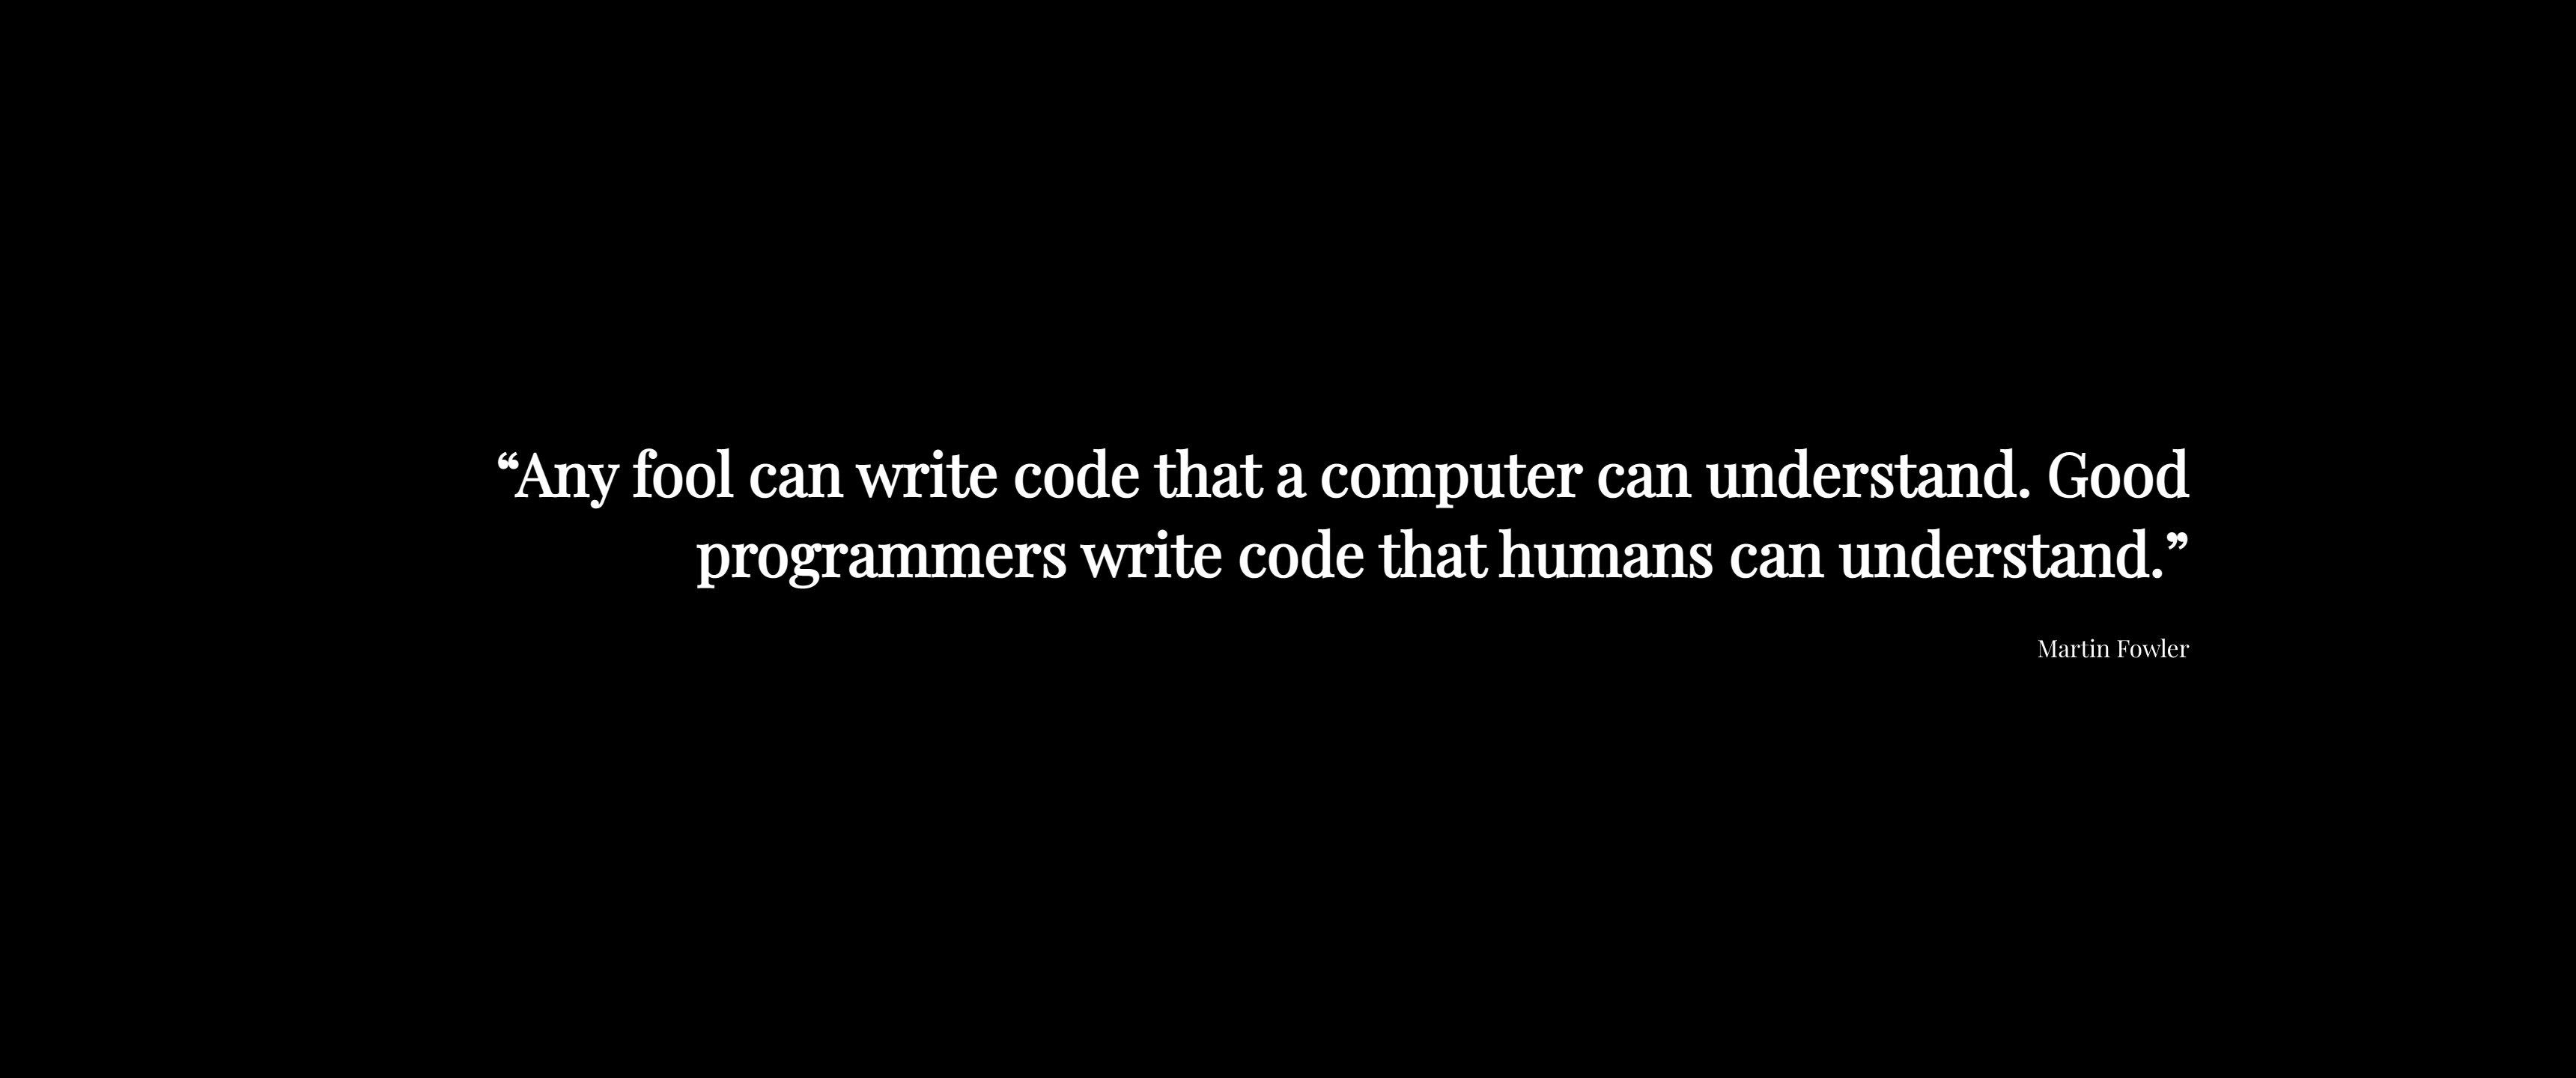 “Any fool can write code that a computer can understand. Good
programmers write code that humans can understand.”
Martin Fowler